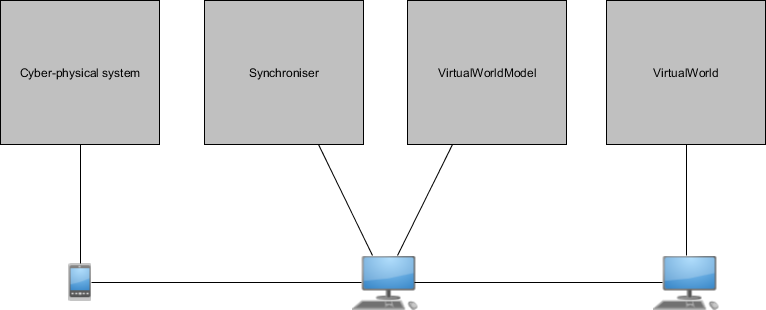 Cyber-physical system
Synchroniser
VirtualWorldModel
VirtualWorld